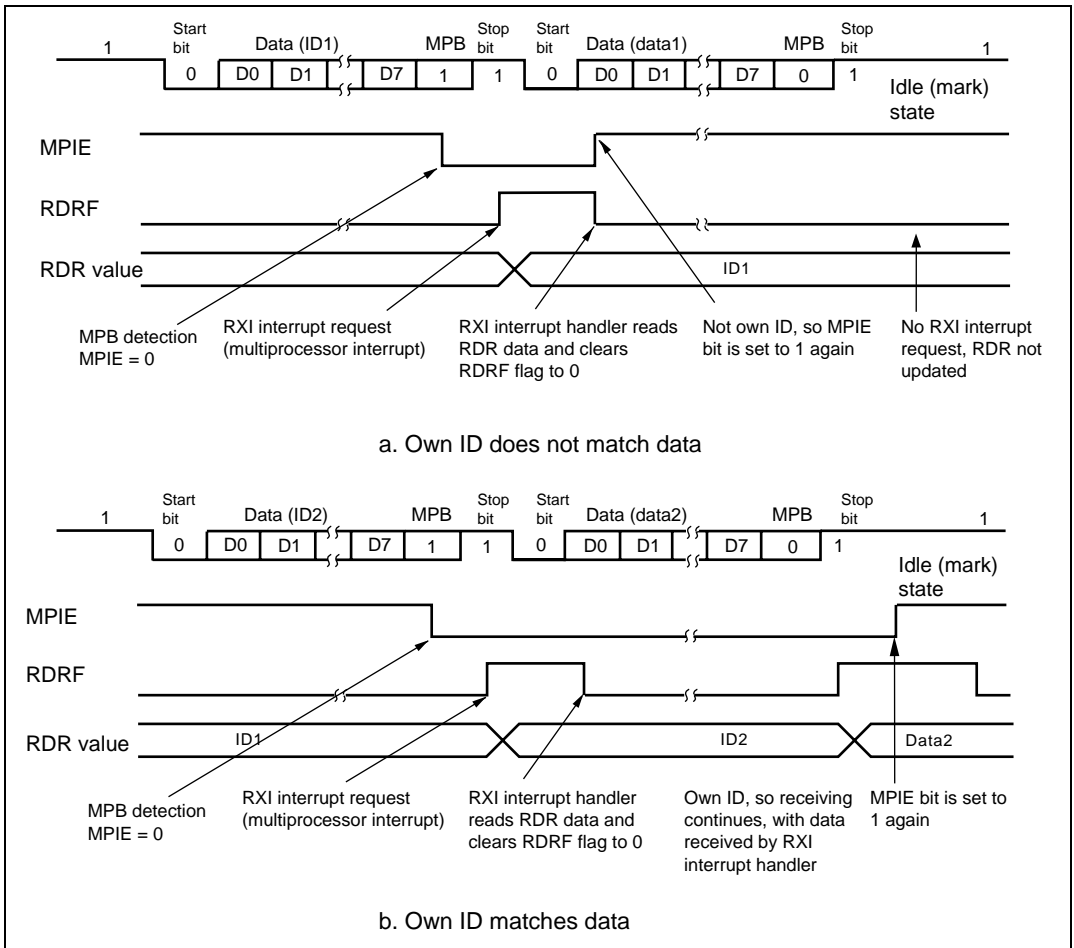 Start Stop Start Stop
1 bit Data (ID1) MPB bit bit Data (data1) MPB bit 1
0 D0 D1 D7 1 1 0 D0 D1 D7 0 1
Idle (mark)
state
MPIE
RDRF
RDR value ID1
MPB detection
MPIE = 0
RXI interrupt request
(multiprocessor interrupt)
RXI interrupt handler reads
RDR data and clears
RDRF flag to 0
Not own ID, so MPIE
bit is set to 1 again
No RXI interrupt
request, RDR not
updated
a. Own ID does not match data
Start Stop Start Stop
1 bit Data (ID2) MPB bit bit Data (data2) MPB bit 1
0 D0 D1 D7 1 1 0 D0 D1 D7 0 1
Idle (mark)
state
MPIE
RDRF
RDR value ID1 ID2 Data2
MPB detection
MPIE = 0
RXI interrupt request
(multiprocessor interrupt)
RXI interrupt handler
reads RDR data and
clears RDRF flag to 0
Own ID, so receiving
continues, with data
received by RXI
interrupt handler
MPIE bit is set to
1 again
b. Own ID matches data